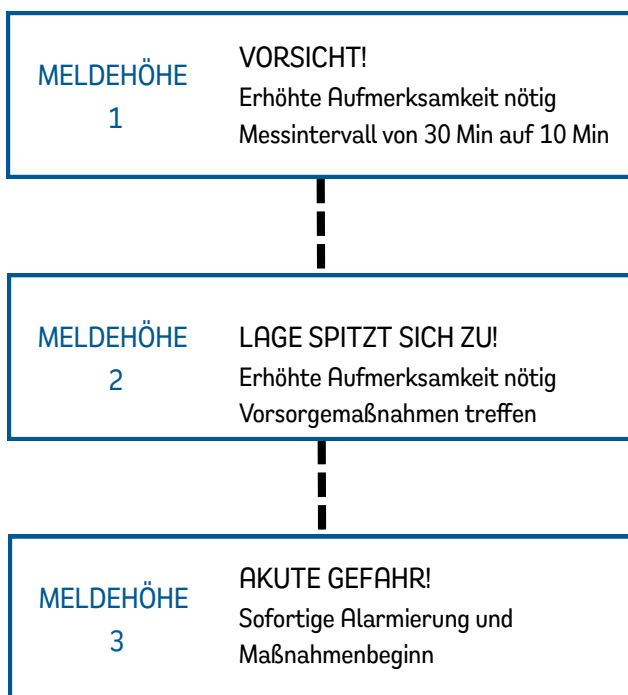 MELDEHÖHE
1
VORSICHT!
Erhöhte Aufmerksamkeit nötig
Messintervall von 30 Min auf 10 Min
MELDEHÖHE
2
LAGE SPITZT SICH ZU!
Erhöhte Aufmerksamkeit nötig
Vorsorgemaßnahmen treffen
MELDEHÖHE
3
AKUTE GEFAHR!
Sofortige Alarmierung und
Maßnahmenbeginn